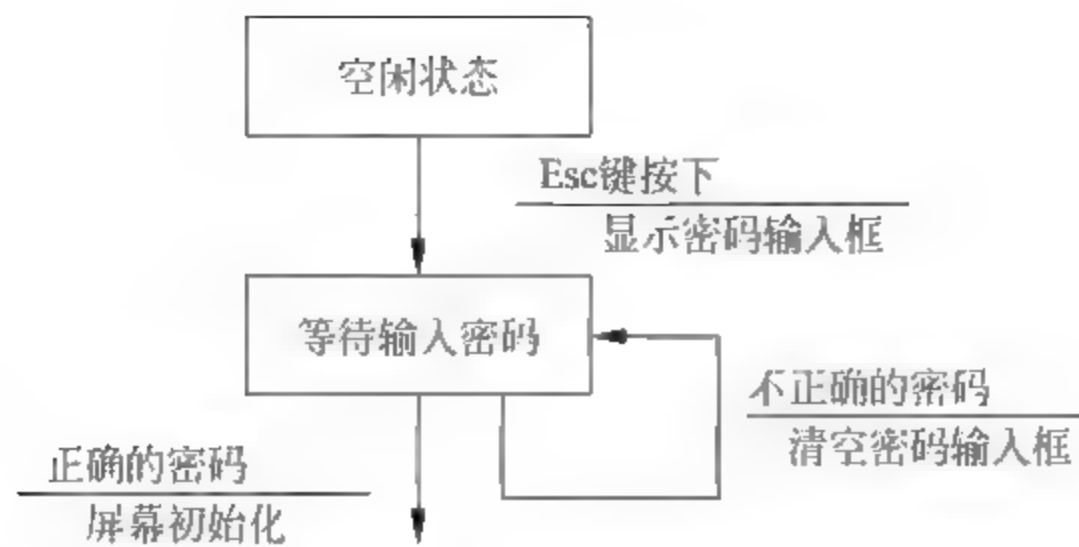 空闲状态
Esc键按下
显示密码输入框
等待输入密码
不正确的密码
清空密码输入框
正确的密码
屏幕初始化